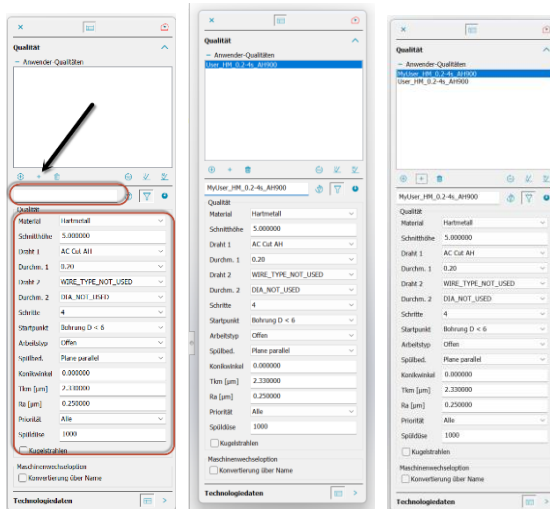 Qualität
Anwender-Qualitäten
Qualität
Material Hartmetall
Schnitthöhe 5.000000
Draht 1 AC Cut AH
Durchm. 1 0.20
Draht 2 WIRE_TYPE_NOT_USED
Durchm. 2 DIA_NOT_USED
Schritte 4
Startpunkt Bohrung D < 6
Arbeitstyp Offen
Spülbed. Plane parallel
Konikwinkel 0.000000
Tkm [µm] 2.330000
Ra [µm] 0.250000
Priorität Alle
Spüldüse 1000
Kugelstrahlen
Maschinenwechseloption
Konvertierung über Name
Technologiedaten
Qualität
Anwender-Qualitäten
User_HM_0.2-4s_AH900
MyUser_HM_0.2-4s_AH900
Qualität
Material Hartmetall
Schnitthöhe 5.000000
Draht 1 AC Cut AH
Durchm. 1 0.20
Draht 2 WIRE_TYPE_NOT_USED
Durchm. 2 DIA_NOT_USED
Schritte 4
Startpunkt Bohrung D < 6
Arbeitstyp Offen
Spülbed. Plane parallel
Konikwinkel 0.000000
Tkm [µm] 2.330000
Ra [µm] 0.250000
Priorität Alle
Spüldüse 1000
Kugelstrahlen
Maschinenwechseloption
Konvertierung über Name
Technologiedaten
Qualität
Anwender-Qualitäten
MyUser_HM_0.2-4s_AH900
User_HM_0.2-4s_AH900
MyUser_HM_0.2-4s_AH900
Qualität
Material Hartmetall
Schnitthöhe 5.000000
Draht 1 AC Cut AH
Durchm. 1 0.20
Draht 2 WIRE_TYPE_NOT_USED
Durchm. 2 DIA_NOT_USED
Schritte 4
Startpunkt Bohrung D < 6
Arbeitstyp Offen
Spülbed. Plane parallel
Konikwinkel 0.000000
Tkm [µm] 2.330000
Ra [µm] 0.250000
Priorität Alle
Spüldüse 1000
Kugelstrahlen
Maschinenwechseloption
Konvertierung über Name
Technologiedaten